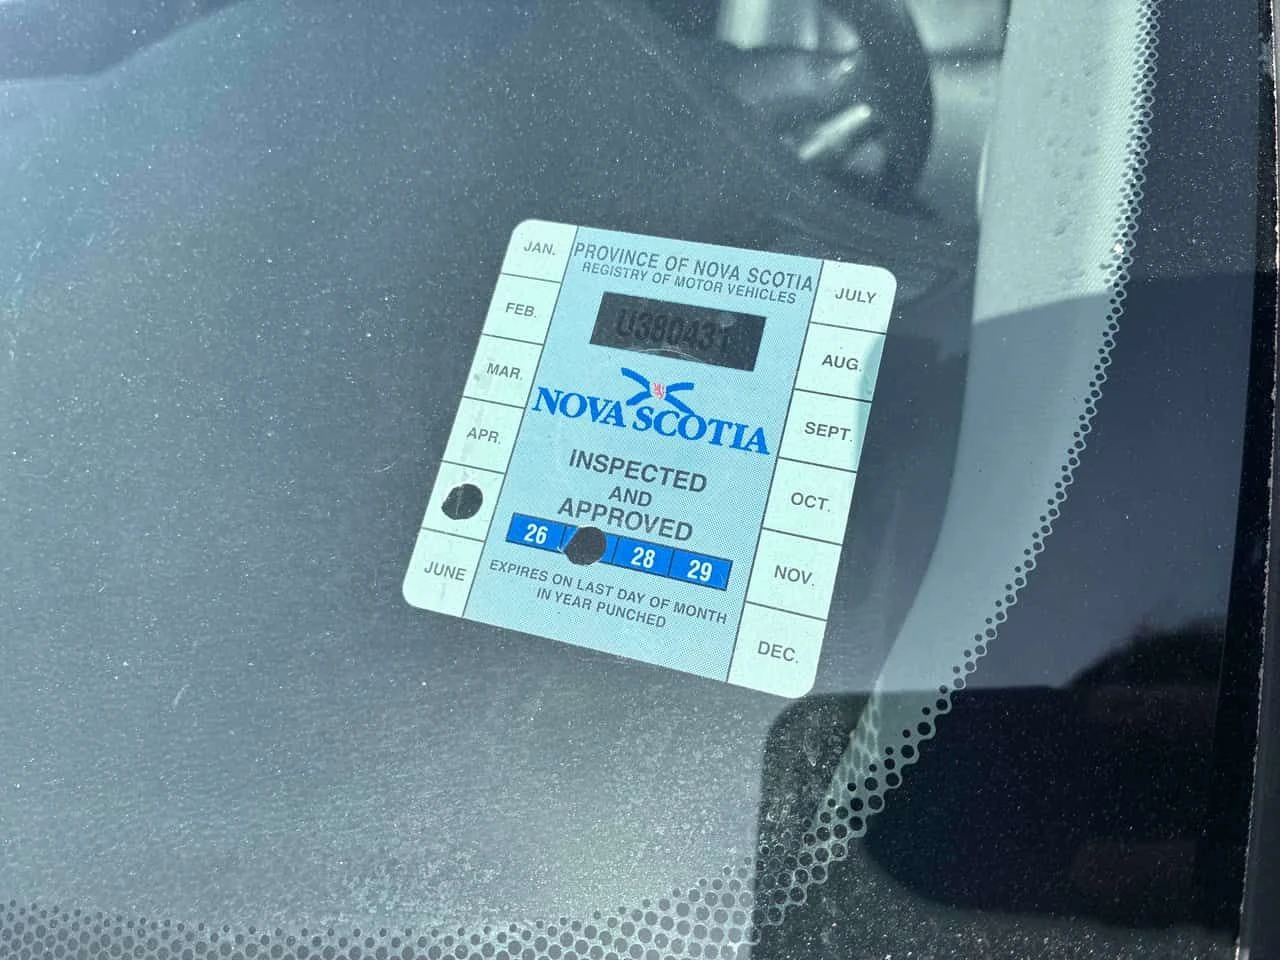 JAN.
FEB.
MAR.
APR.
JUNE
PROVINCE OF NOVA SCOTIA
REGISTRY OF MOTOR VEHICLES
NOVA SCOTIA
INSPECTED
AND
APPROVED
26 28 29
EXPIRES ON LAST DAY OF MONTH
IN YEAR PUNCHED
JULY
AUG.
SEPT.
OCT.
NOV.
DEC.